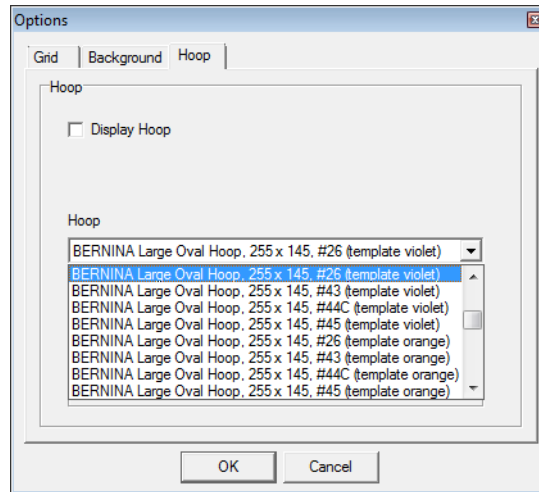 Options
Grid
Background
Hoop
Hoop
Display Hoop
Hoop
BERNINA Large Oval Hoop, 255 x 145, #26 (template violet)
BERNINA Large Oval Hoop, 255 x 145, #26 (template violet)
BERNINA Large Oval Hoop, 255 x 145, #43 (template violet)
BERNINA Large Oval Hoop, 255 x 145, #44C (template violet)
BERNINA Large Oval Hoop, 255 x 145, #45 (template violet)
BERNINA Large Oval Hoop, 255 x 145, #26 (template orange)
BERNINA Large Oval Hoop, 255 x 145, #43 (template orange)
BERNINA Large Oval Hoop, 255 x 145, #44C (template orange)
BERNINA Large Oval Hoop, 255 x 145, #45 (template orange)
OK
Cancel